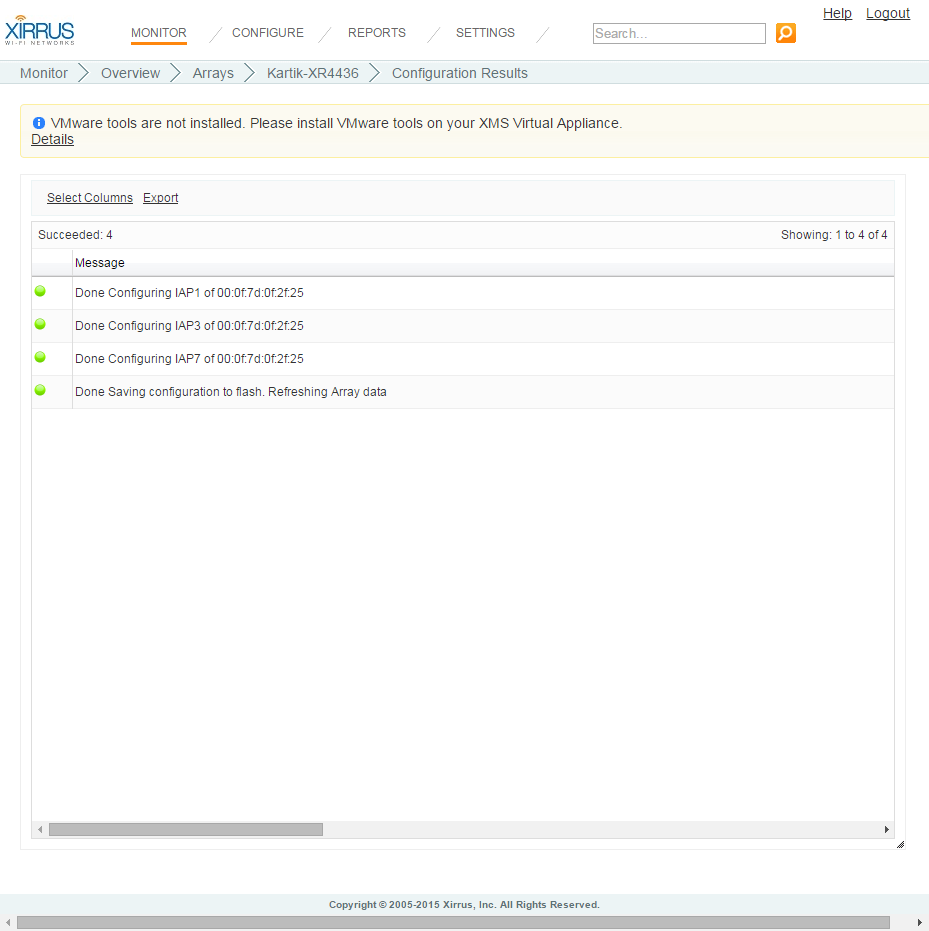 Help Logout
XIRRUS
WI-FI NETWORKS
MONITOR CONFIGURE REPORTS SETTINGS Search...
Monitor Overview Arrays Kartik-XR4436 Configuration Results
VMware tools are not installed. Please install VMware tools on your XMS Virtual Appliance.
Details
Select Columns Export
Succeeded: 4 Showing: 1 to 4 of 4
Message
Done Configuring IAP1 of 00:0f:7d:0f:2f:25
Done Configuring IAP3 of 00:0f:7d:0f:2f:25
Done Configuring IAP7 of 00:0f:7d:0f:2f:25
Done Saving configuration to flash. Refreshing Array data
Copyright © 2005-2015 Xirrus, Inc. All Rights Reserved.